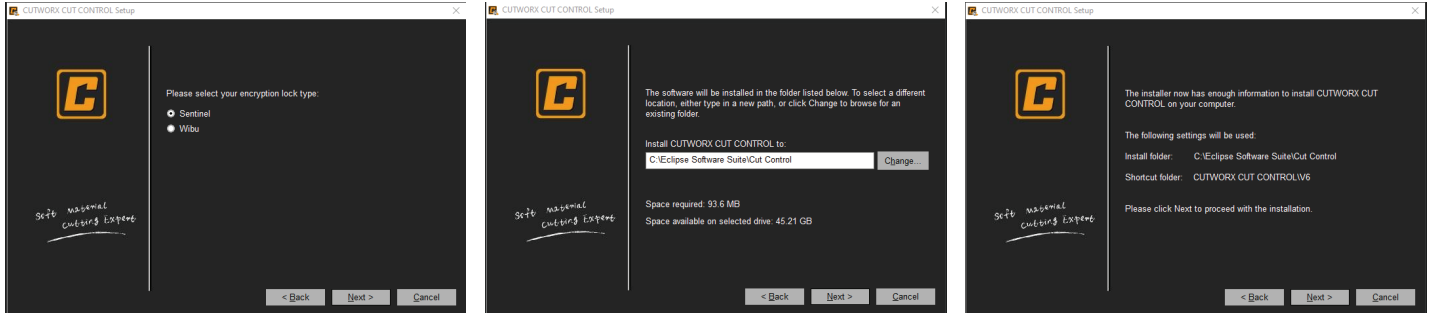 CUTWORX CUT CONTROL Setup
C
Please select your encryption lock type:
Sentinel
Wibu
Soft Material
Cutting Expert
< Back
Next >
Cancel
CUTWORX CUT CONTROL Setup
C
The software will be installed in the folder listed below. To select a different
location, either type in a new path, or click Change to browse for an
existing folder.
Install CUTWORX CUT CONTROL to:
C:\Eclipse Software Suite\Cut Control
Change...
Space required: 93.6 MB
Space available on selected drive: 45.21 GB
Soft Material
Cutting Expert
< Back
Next >
Cancel
CUTWORX CUT CONTROL Setup
C
The installer now has enough information to install CUTWORX CUT
CONTROL on your computer.
The following settings will be used:
Install folder: C:\Eclipse Software Suite\Cut Control
Shortcut folder: CUTWORX CUT CONTROL\V6
Please click Next to proceed with the installation.
Soft Material
Cutting Expert
< Back
Next >
Cancel